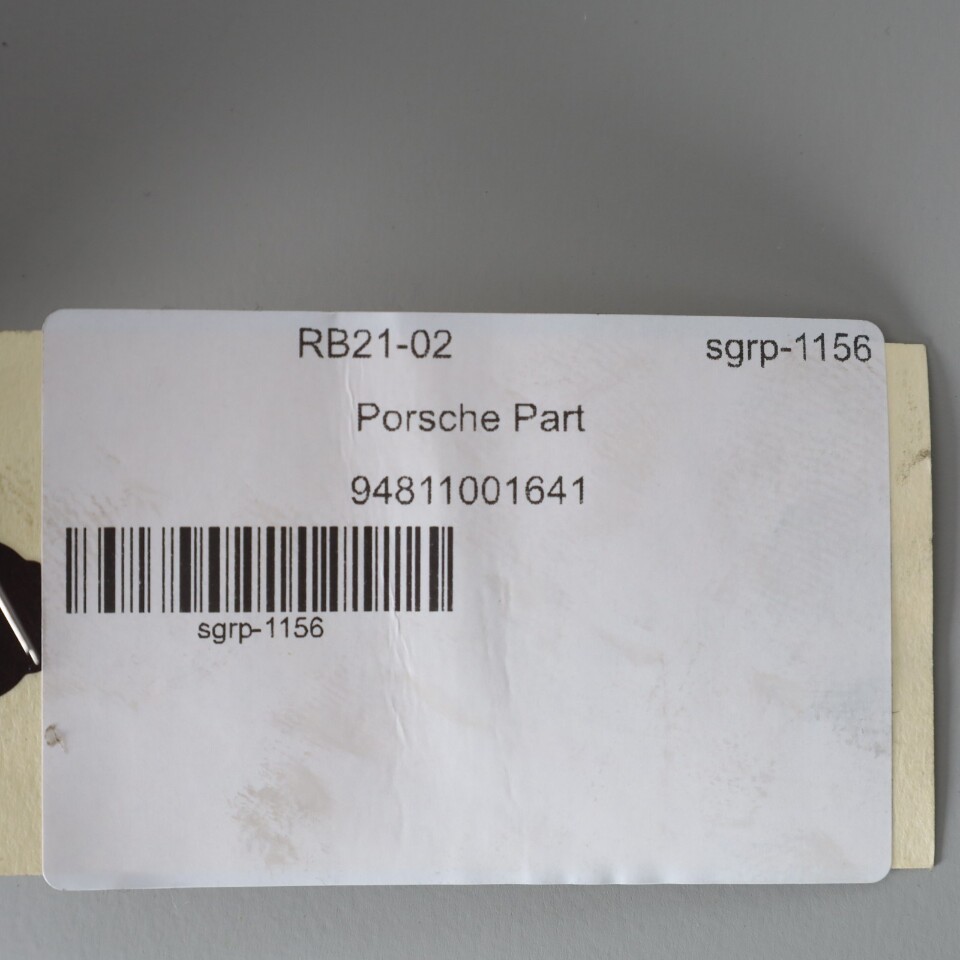 RB21-02 sgrp-1156
Porsche Part
94811001641
sgrp-1156